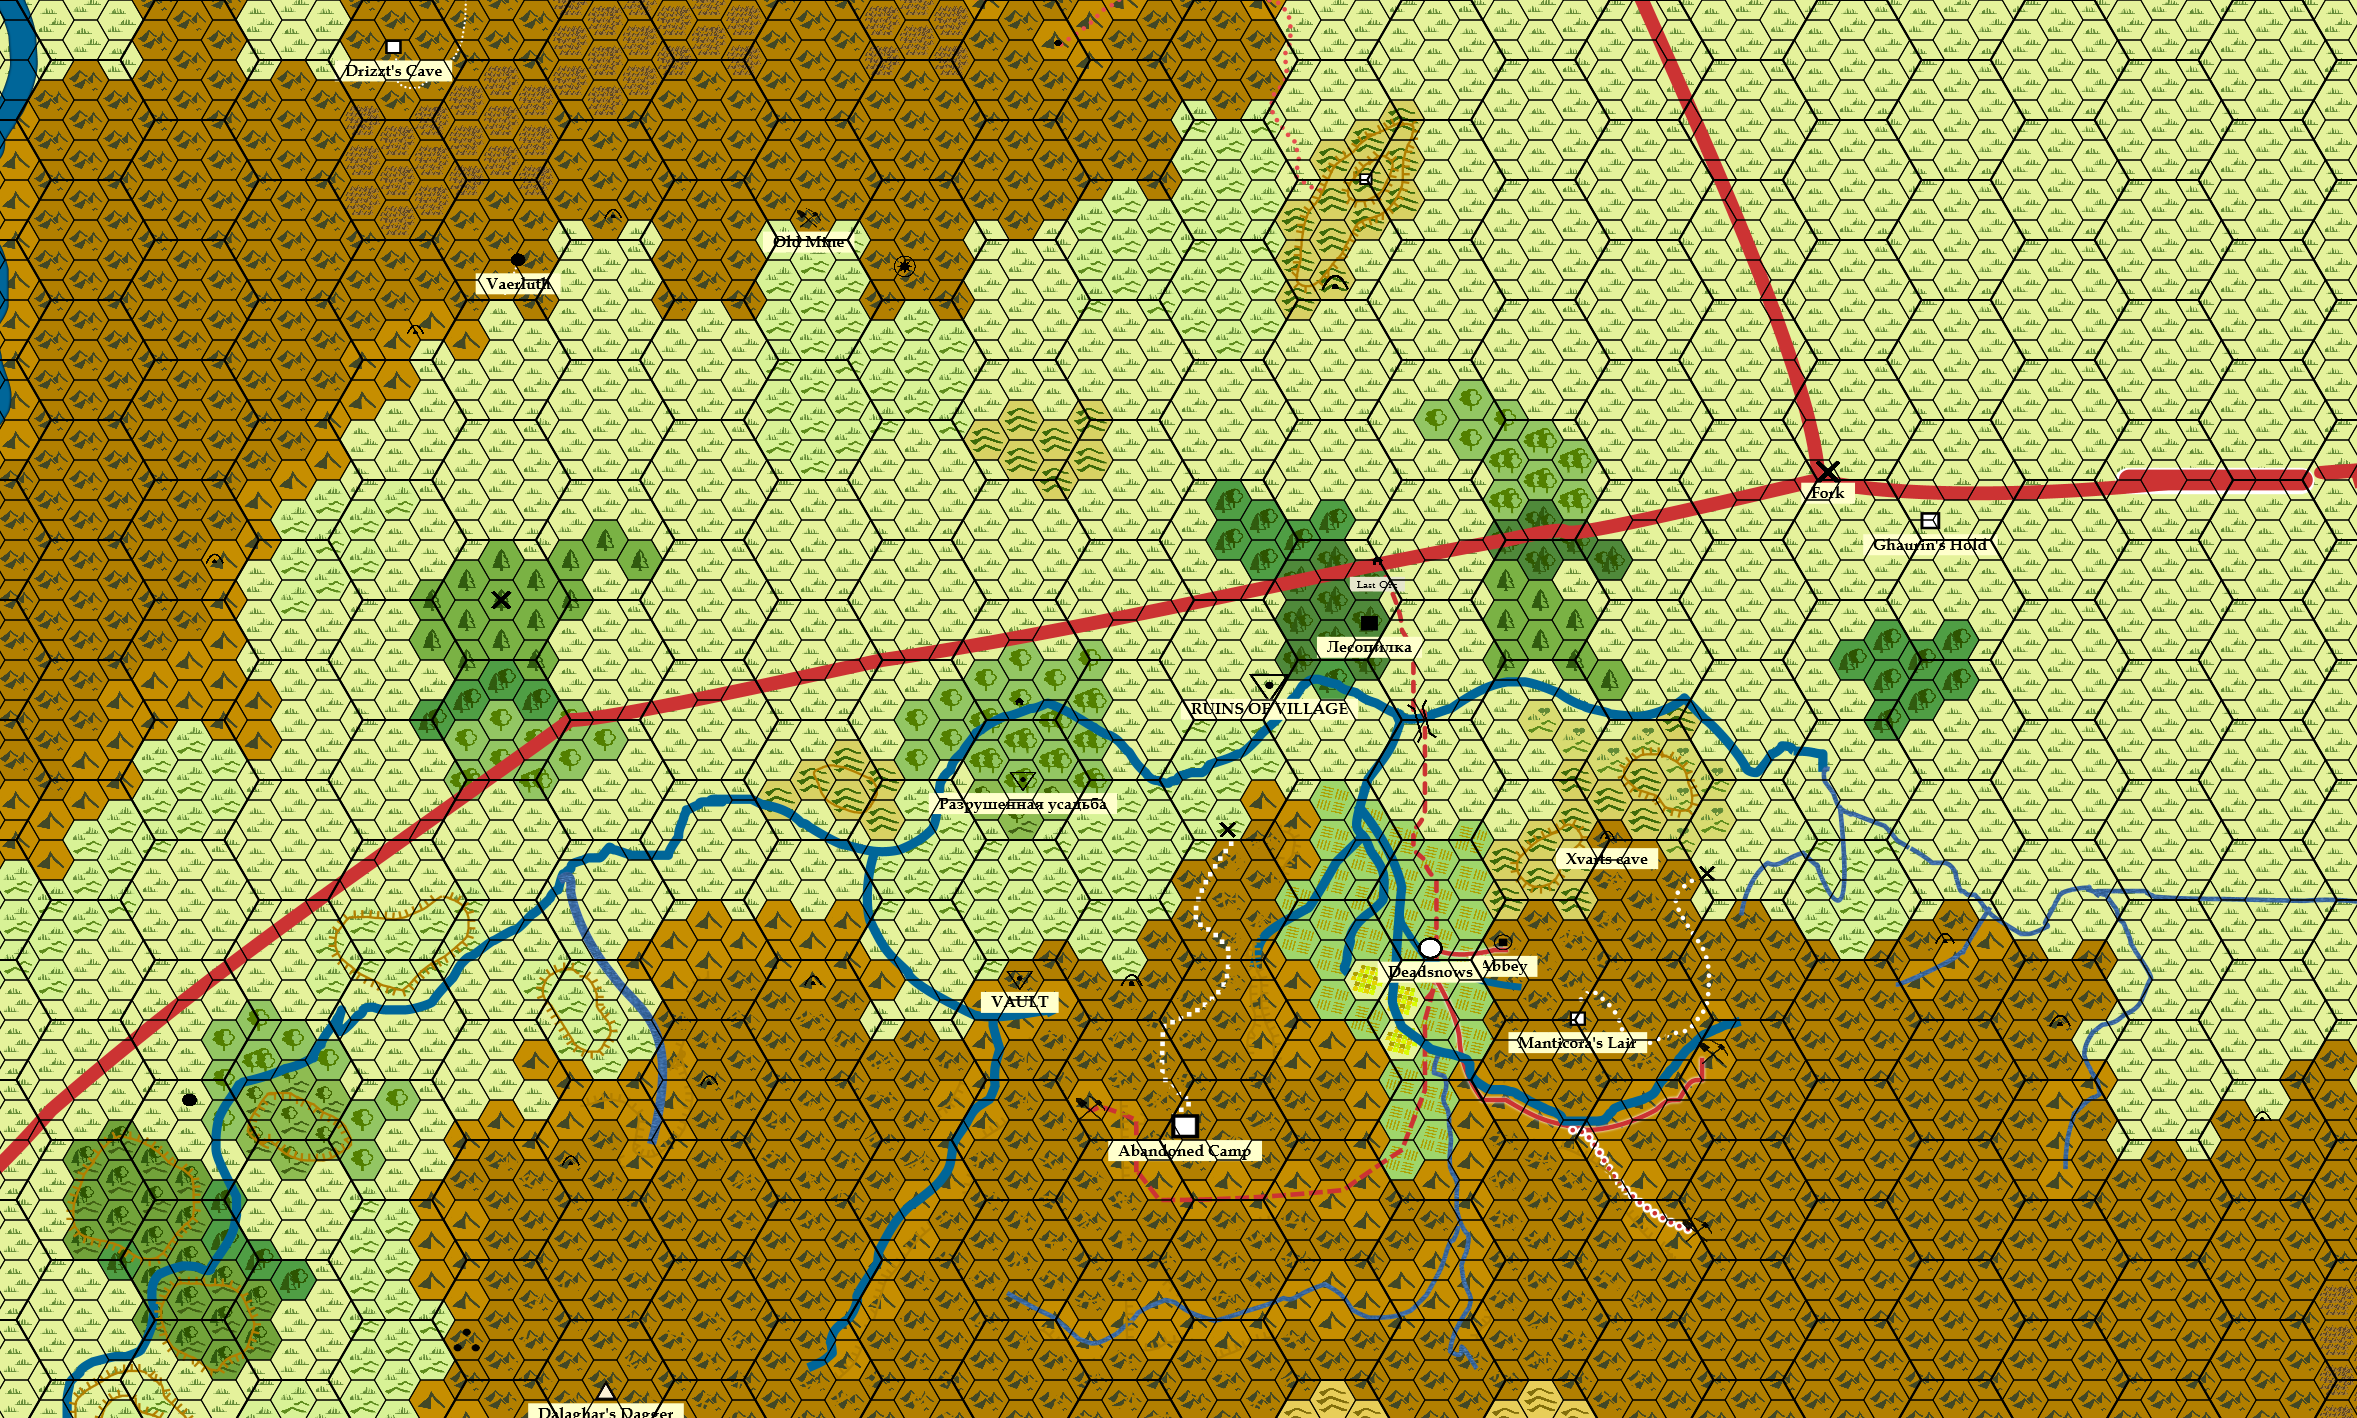 Drizzt's Cave
Old Mine
Vaerluth
Fork
Ghaurin's Hold
Last O
Лесопилка
RUINS OF VILLAGE
Разрушенная усадьба
Xvarts cave
Abbey
Deadsnows
VAULT
Manticora's Lair
Abandoned Camp
Dalaghar's Dagger